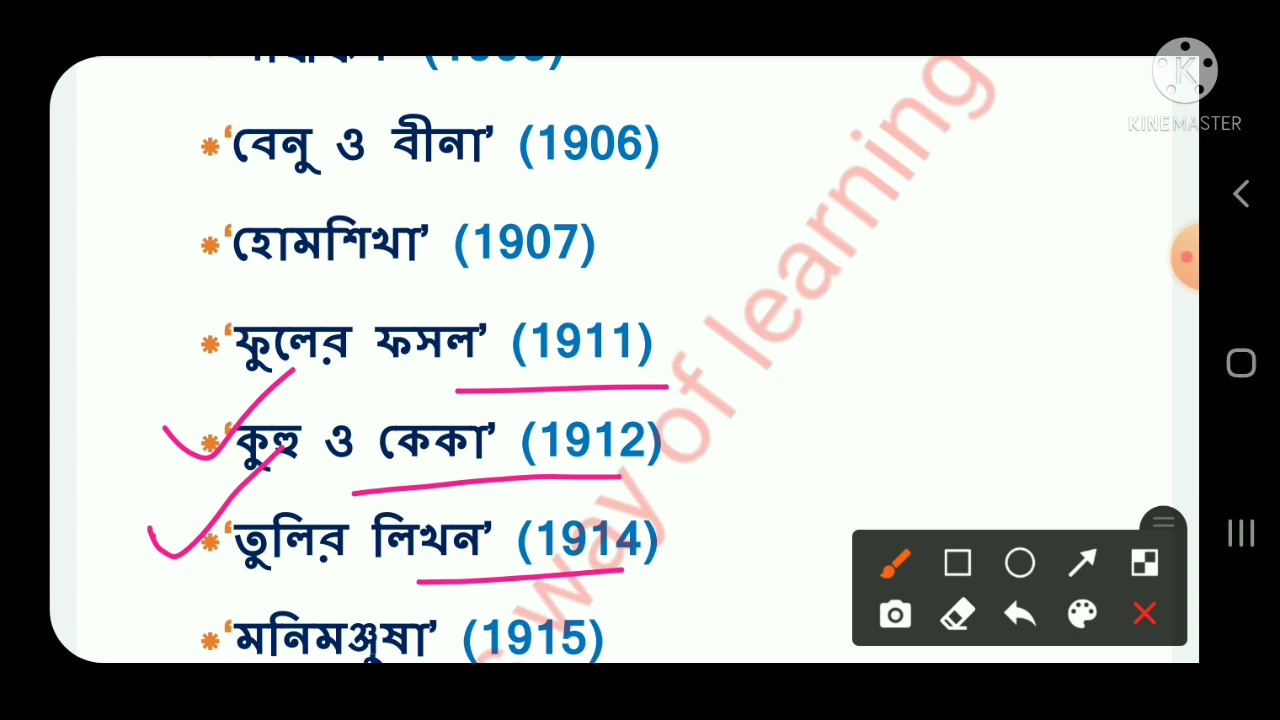 KINEMASTER
'বেনু ও বীনা' (1906)
'হোমশিখা' (1907)
'ফুলের ফসল' (1911)
'কুহু ও কেকা' (1912)
'তুলির লিখন' (1914)
'মনিমঞ্জুষা' (1915)
way of learning